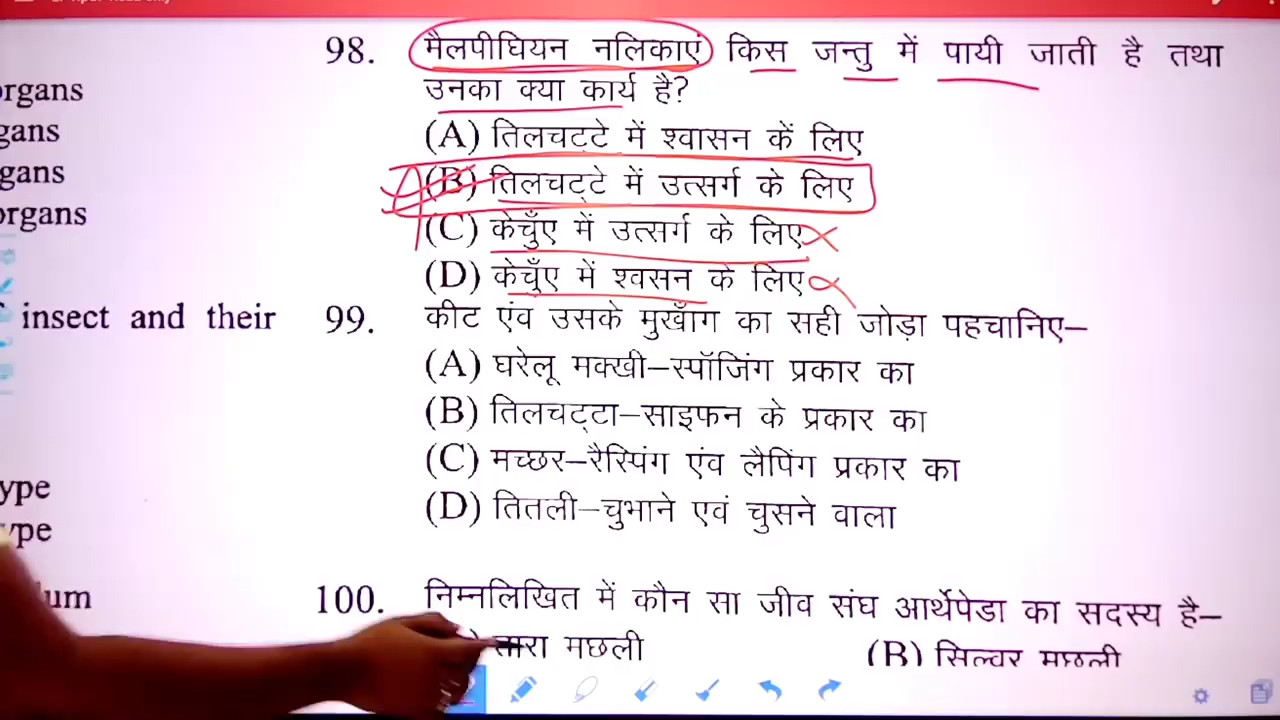 organs
gans
gans
organs
insect and their
ype
ype
98. मैलपीघियन नलिकाएं किस जन्तु में पायी जाती है तथा
उनका क्या कार्य है?
(A) तिलचट्टे में श्वासन कें लिए
(B) तिलचट्टे में उत्सर्ग के लिए
(C) केचुँए में उत्सर्ग के लिए
(D) केचुँए में श्वसन के लिए
99. कीट एंव उसके मुखाँग का सही जोड़ा पहचानिए–
(A) घरेलू मक्खी–स्पॉजिंग प्रकार का
(B) तिलचट्टा–साइफन के प्रकार का
(C) मच्छर–रैस्पिंग एंव लैपिंग प्रकार का
(D) तितली–चुभाने एवं चुसने वाला
100. निम्नलिखित में कौन सा जीव संघ आर्थेपेडा का सदस्य है–
तारा मछली (B) सिल्वर मछली